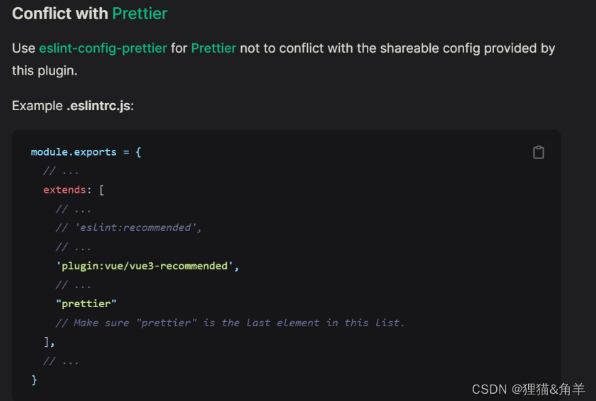 Conflict with Prettier
Use eslint-config-prettier for Prettier not to conflict with the shareable config provided by
this plugin.
Example .eslintrc.js:
module.exports = {
  // ...
  extends: [
    // ...
    // 'eslint:recommended',
    // ...
    'plugin:vue/vue3-recommended',
    // ...
    "prettier"
    // Make sure "prettier" is the last element in this list.
  ],
  // ...
}
CSDN @狸猫&角羊